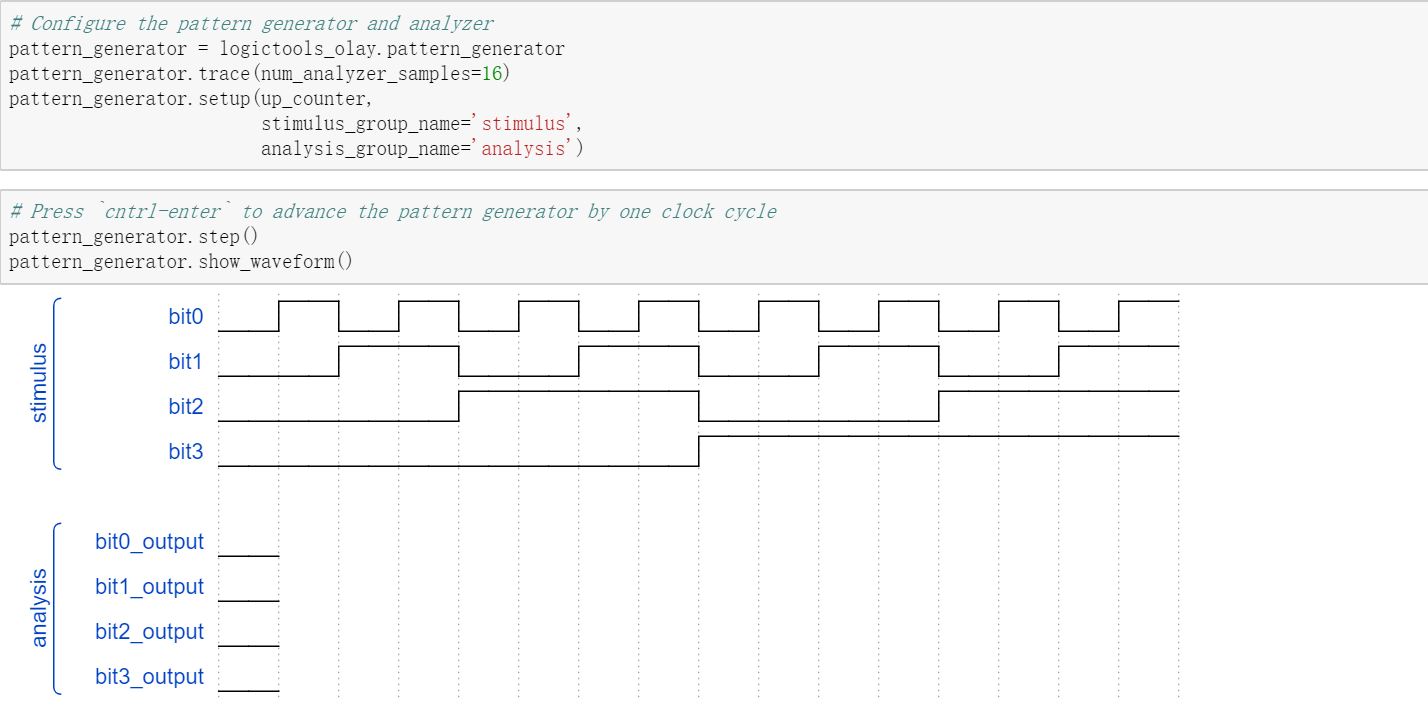 # Configure the pattern generator and analyzer
pattern_generator = logictools_olay.pattern_generator
pattern_generator.trace(num_analyzer_samples=16)
pattern_generator.setup(up_counter,
                        stimulus_group_name='stimulus',
                        analysis_group_name='analysis')
# Press `cntrl-enter` to advance the pattern generator by one clock cycle
pattern_generator.step()
pattern_generator.show_waveform()
stimulus
bit0
bit1
bit2
bit3
analysis
bit0_output
bit1_output
bit2_output
bit3_output